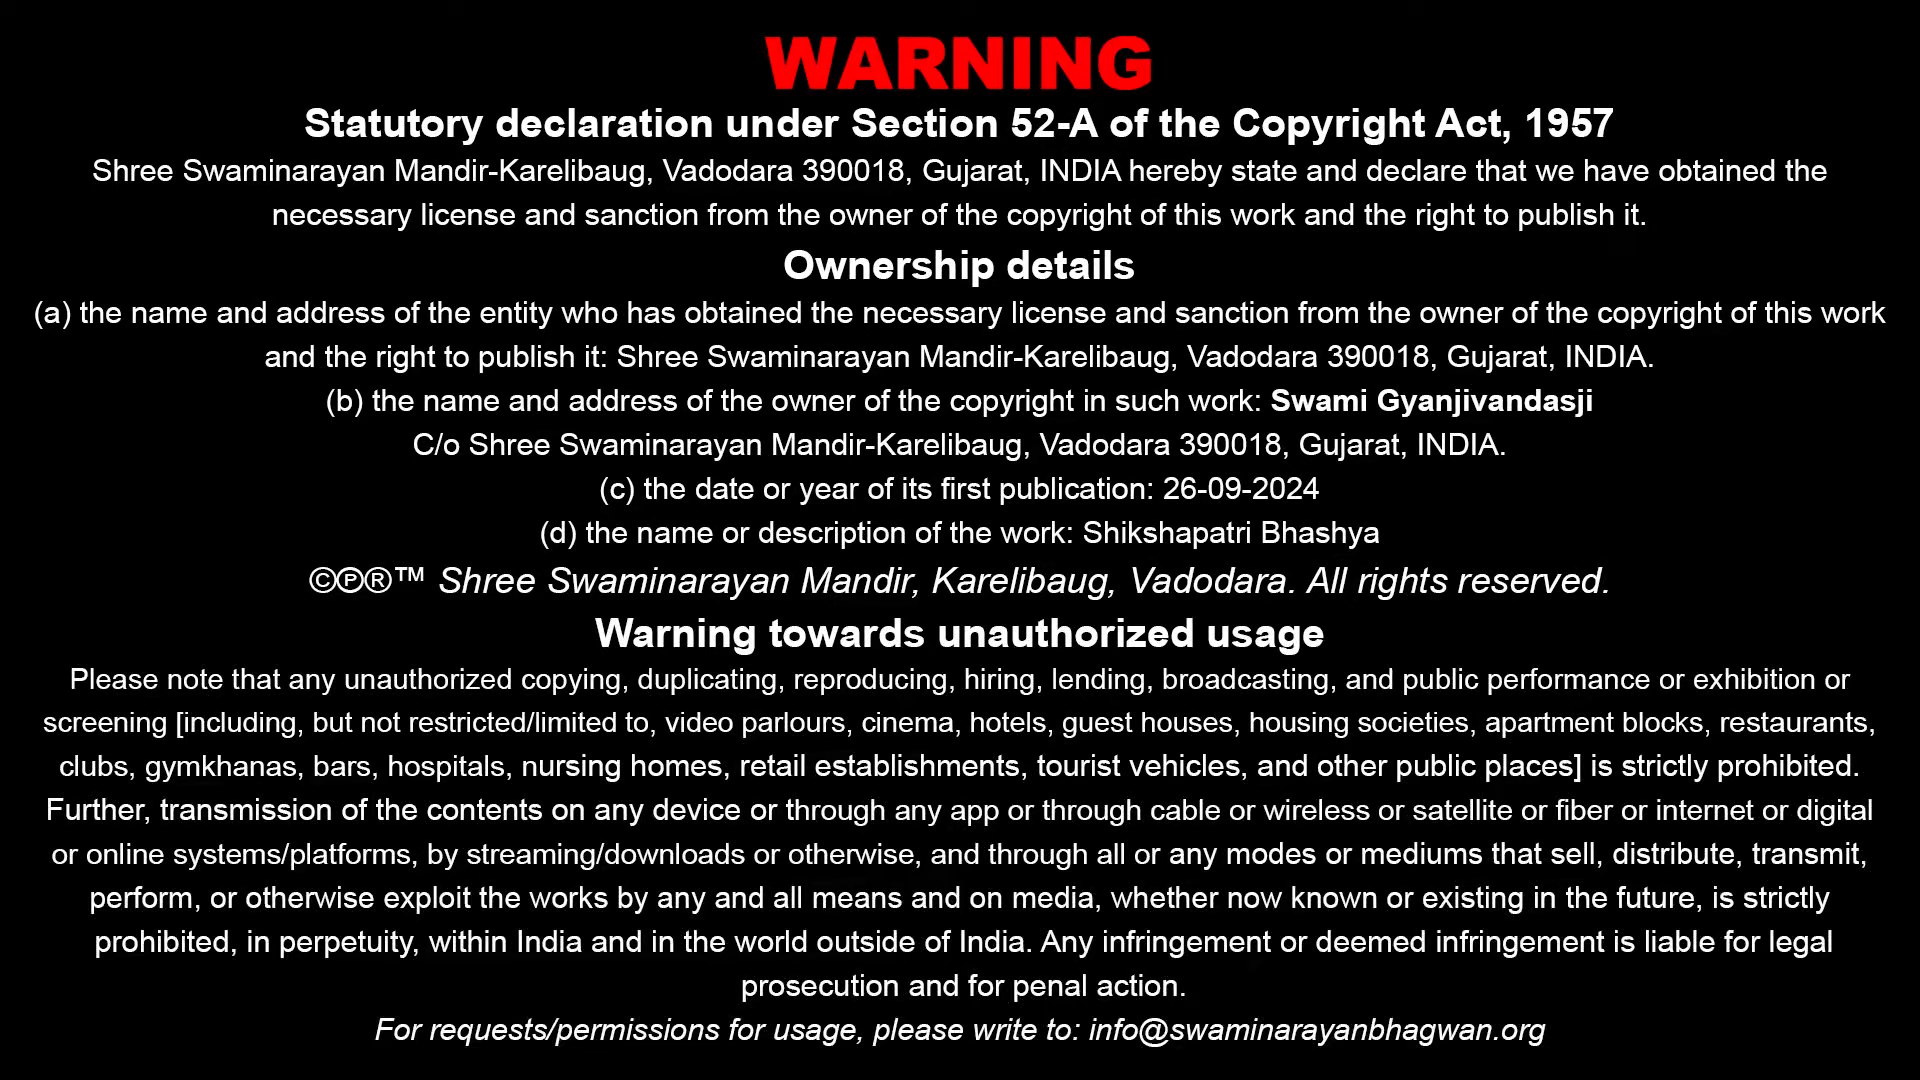 WARNING
Statutory declaration under Section 52-A of the Copyright Act, 1957
Shree Swaminarayan Mandir-Karelibaug, Vadodara 390018, Gujarat, INDIA hereby state and declare that we have obtained the
necessary license and sanction from the owner of the copyright of this work and the right to publish it.
Ownership details
(a) the name and address of the entity who has obtained the necessary license and sanction from the owner of the copyright of this work
and the right to publish it: Shree Swaminarayan Mandir-Karelibaug, Vadodara 390018, Gujarat, INDIA.
(b) the name and address of the owner of the copyright in such work: Swami Gyanjivandasji
C/o Shree Swaminarayan Mandir-Karelibaug, Vadodara 390018, Gujarat, INDIA.
(c) the date or year of its first publication: 26-09-2024
(d) the name or description of the work: Shikshapatri Bhashya
©℗®™ Shree Swaminarayan Mandir, Karelibaug, Vadodara. All rights reserved.
Warning towards unauthorized usage
Please note that any unauthorized copying, duplicating, reproducing, hiring, lending, broadcasting, and public performance or exhibition or
screening [including, but not restricted/limited to, video parlours, cinema, hotels, guest houses, housing societies, apartment blocks, restaurants,
clubs, gymkhanas, bars, hospitals, nursing homes, retail establishments, tourist vehicles, and other public places] is strictly prohibited.
Further, transmission of the contents on any device or through any app or through cable or wireless or satellite or fiber or internet or digital
or online systems/platforms, by streaming/downloads or otherwise, and through all or any modes or mediums that sell, distribute, transmit,
perform, or otherwise exploit the works by any and all means and on media, whether now known or existing in the future, is strictly
prohibited, in perpetuity, within India and in the world outside of India. Any infringement or deemed infringement is liable for legal
prosecution and for penal action.
For requests/permissions for usage, please write to: info@swaminarayanbhagwan.org